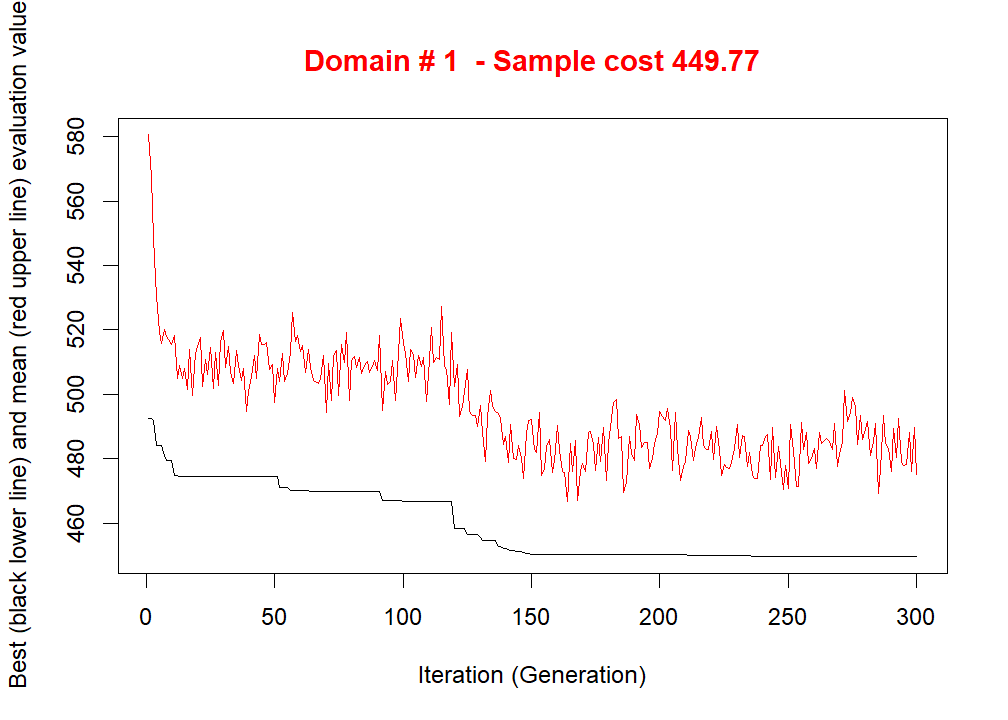 Domain # 1  - Sample cost 449.77
Best (black lower line) and mean (red upper line) evaluation value
580
560
540
520
500
480
460
0 50 100 150 200 250 300
Iteration (Generation)